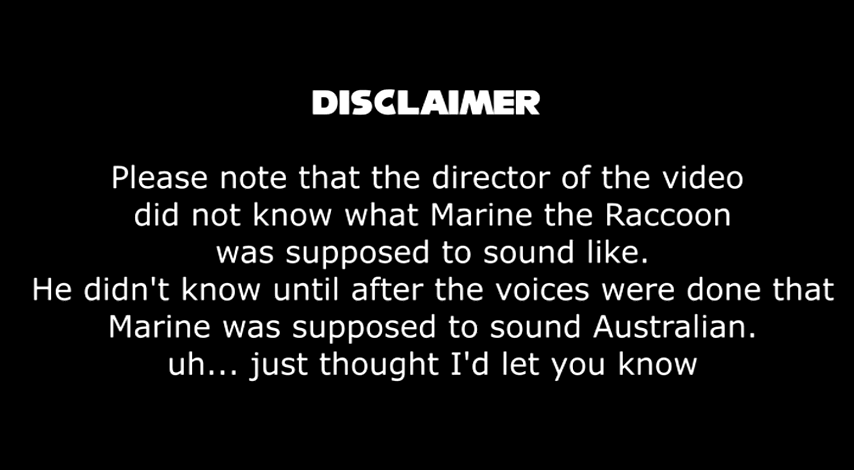 DISCLAIMER
Please note that the director of the video
did not know what Marine the Raccoon
was supposed to sound like.
He didn't know until after the voices were done that
Marine was supposed to sound Australian.
uh... just thought I'd let you know